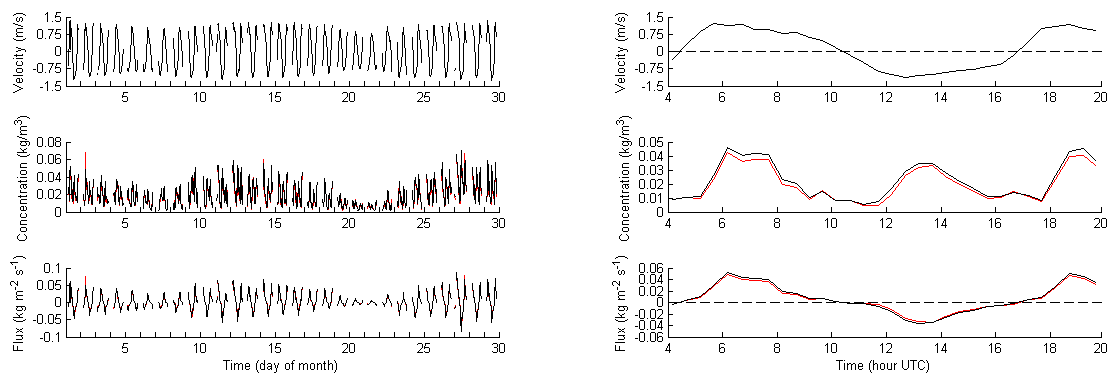 Velocity (m/s)
1.5
0.75
0
-0.75
-1.5
5 10 15 20 25 30
Concentration (kg/m³)
0.08
0.06
0.04
0.02
0
5 10 15 20 25 30
Flux (kg m⁻² s⁻¹)
0.1
0.05
0
-0.05
-0.1
5 10 15 20 25 30
Time (day of month)
Velocity (m/s)
1.5
0.75
0
-0.75
-1.5
4 6 8 10 12 14 16 18 20
Concentration (kg/m³)
0.05
0.04
0.03
0.02
0.01
0
4 6 8 10 12 14 16 18 20
Flux (kg m⁻² s⁻¹)
0.06
0.04
0.02
0
-0.02
-0.04
-0.06
4 6 8 10 12 14 16 18 20
Time (hour UTC)